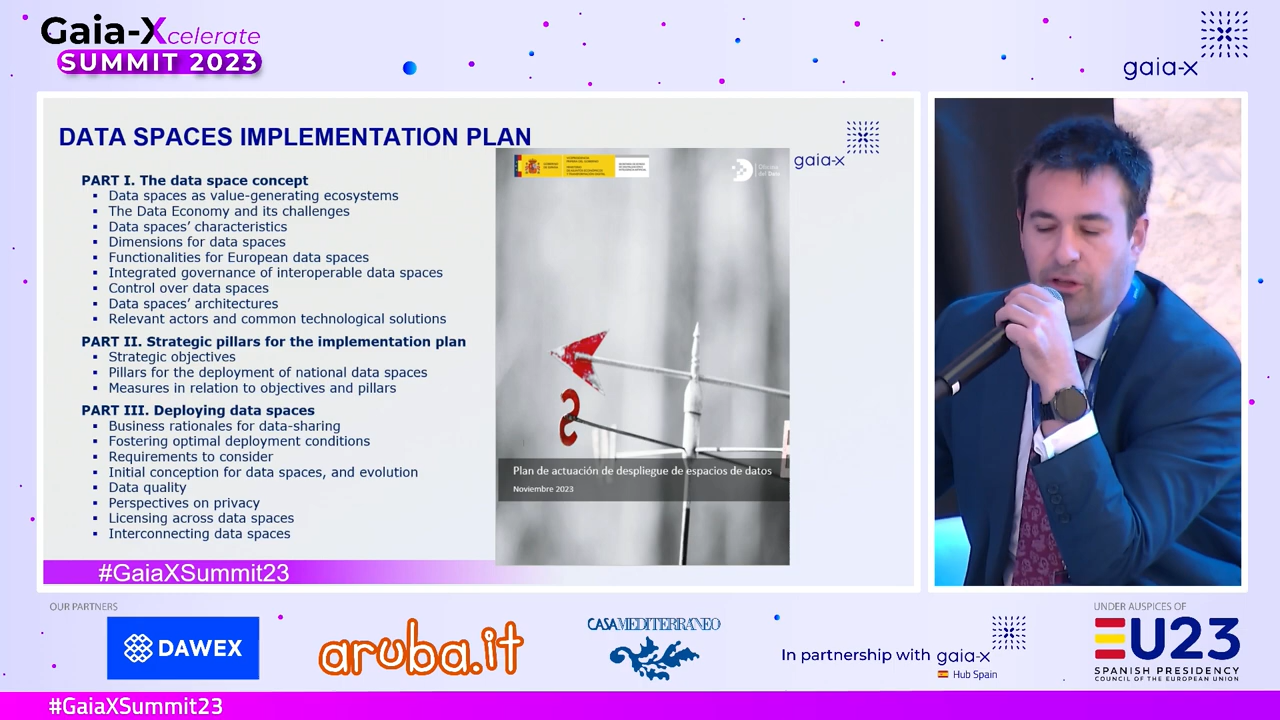 Gaia-Xcelerate
SUMMIT 2023
gaia-x
DATA SPACES IMPLEMENTATION PLAN
gaia-x
PART I. The data space concept
▪ Data spaces as value-generating ecosystems
▪ The Data Economy and its challenges
▪ Data spaces’ characteristics
▪ Dimensions for data spaces
▪ Functionalities for European data spaces
▪ Integrated governance of interoperable data spaces
▪ Control over data spaces
▪ Data spaces’ architectures
▪ Relevant actors and common technological solutions
PART II. Strategic pillars for the implementation plan
▪ Strategic objectives
▪ Pillars for the deployment of national data spaces
▪ Measures in relation to objectives and pillars
PART III. Deploying data spaces
▪ Business rationales for data-sharing
▪ Fostering optimal deployment conditions
▪ Requirements to consider
▪ Initial conception for data spaces, and evolution
▪ Data quality
▪ Perspectives on privacy
▪ Licensing across data spaces
▪ Interconnecting data spaces
Oficina
del Dato
S
Plan de actuación de despliegue de espacios de datos
Noviembre 2023
#GaiaXSummit23
OUR PARTNERS
DAWEX
aruba.it
CASAMEDITERRANEO
In partnership with gaia-x
Hub Spain
UNDER AUSPICES OF
EU23
SPANISH PRESIDENCY
COUNCIL OF THE EUROPEAN UNION
#GaiaXSummit23